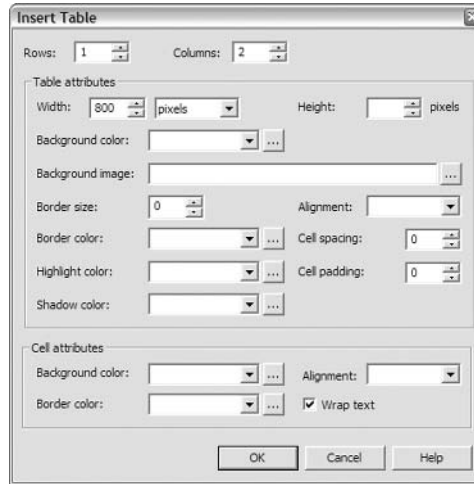 Insert Table
Rows: 1 Columns: 2
Table attributes
Width: 800 pixels Height: pixels
Background color: ...
Background image: ...
Border size: 0 Alignment:
Border color: ... Cell spacing: 0
Highlight color: ... Cell padding: 0
Shadow color: ...
Cell attributes
Background color: ... Alignment:
Border color: ... Wrap text
OK Cancel Help